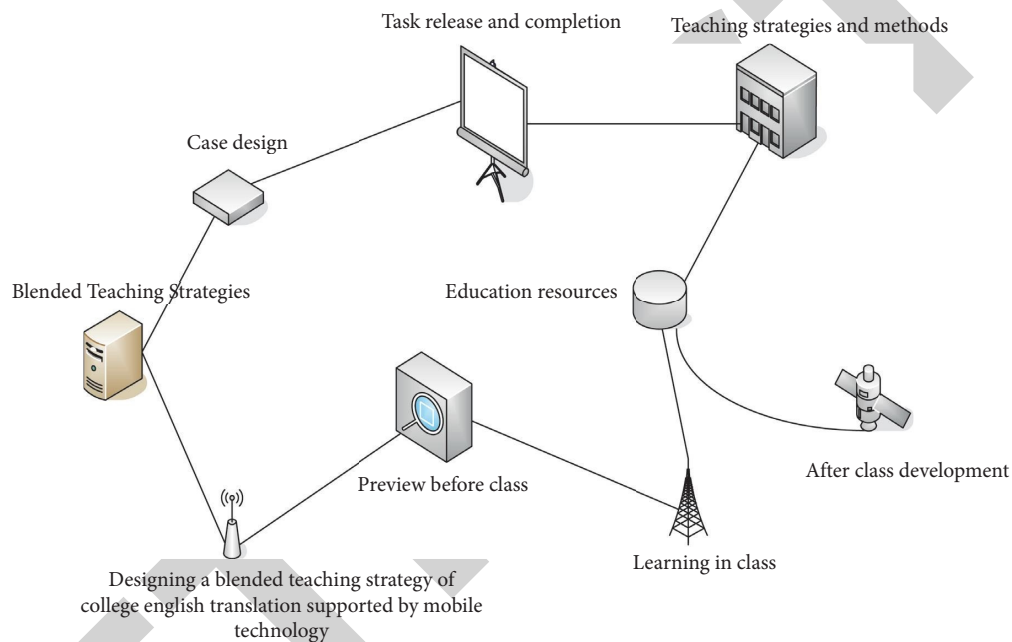 Task release and completion
Teaching strategies and methods
Case design
Blended Teaching Strategies
Education resources
Preview before class
After class development
Learning in class
Designing a blended teaching strategy of
college english translation supported by mobile
technology